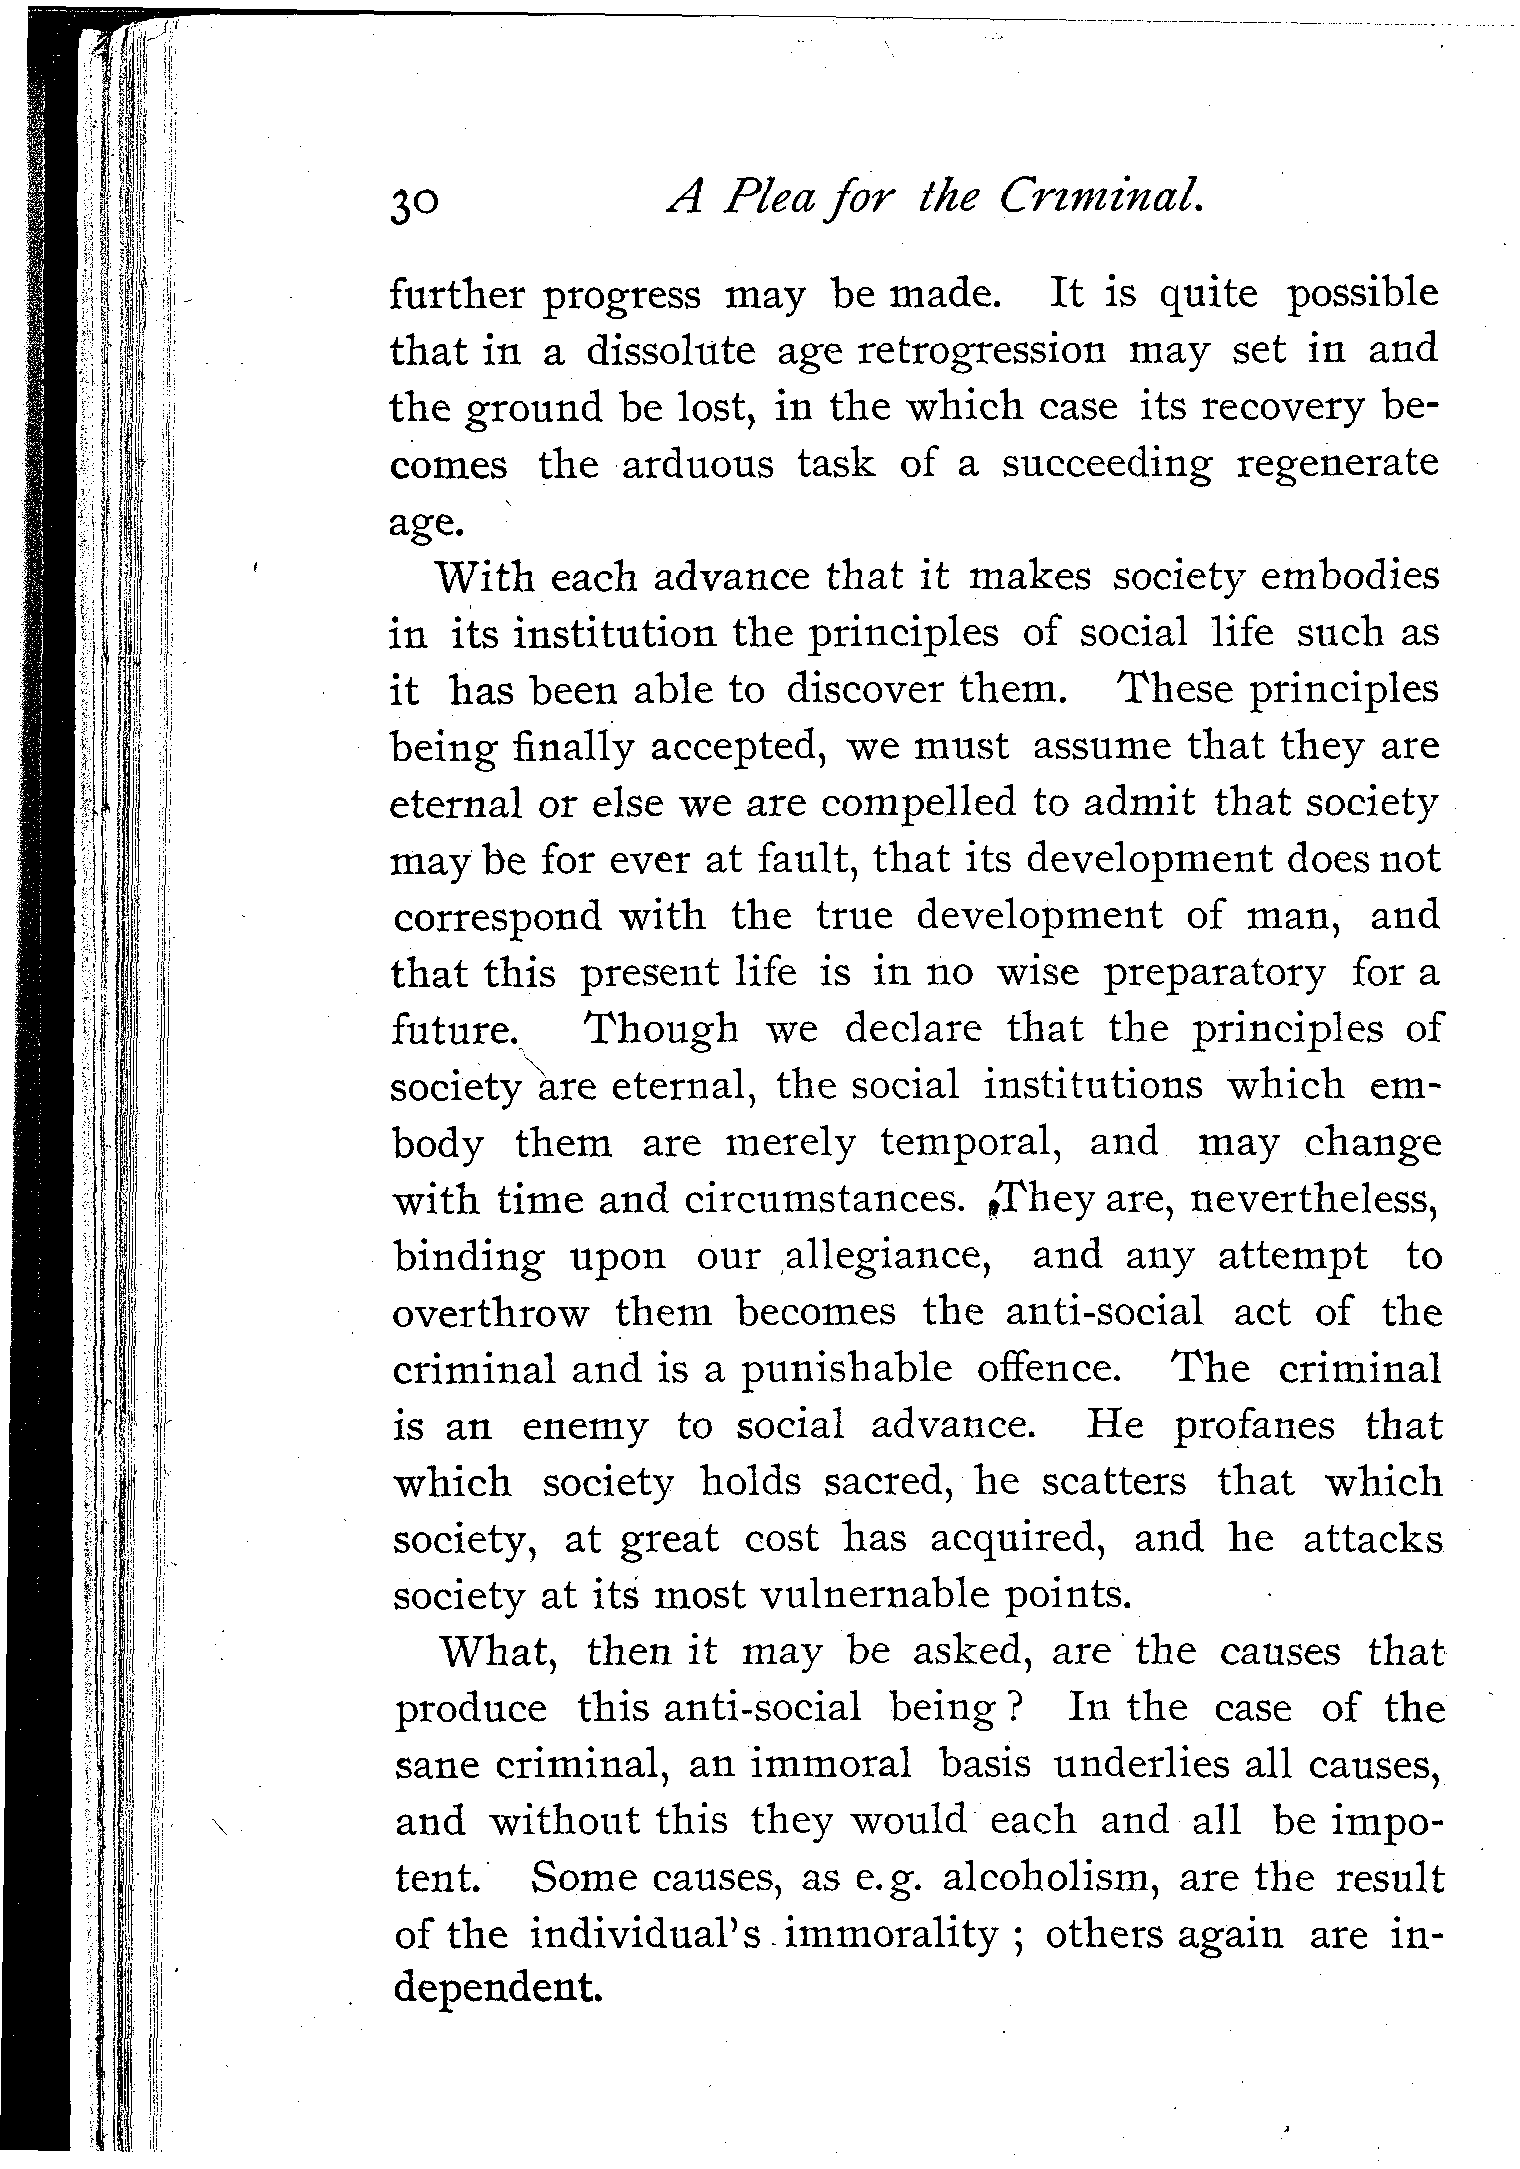 30 A Plea for the Criminal.
further progress may be made. It is quite possible
that in a dissolute age retrogression may set in and
the ground be lost, in the which case its recovery be-
comes the arduous task of a succeeding regenerate
age.
With each advance that it makes society embodies
in its institution the principles of social life such as
it has been able to discover them. These principles
being finally accepted, we must assume that they are
eternal or else we are compelled to admit that society
may be for ever at fault, that its development does not
correspond with the true development of man, and
that this present life is in no wise preparatory for a
future. Though we declare that the principles of
society are eternal, the social institutions which em-
body them are merely temporal, and may change
with time and circumstances. They are, nevertheless,
binding upon our allegiance, and any attempt to
overthrow them becomes the anti-social act of the
criminal and is a punishable offence. The criminal
is an enemy to social advance. He profanes that
which society holds sacred, he scatters that which
society, at great cost has acquired, and he attacks
society at its most vulnernable points.
What, then it may be asked, are the causes that
produce this anti-social being ? In the case of the
sane criminal, an immoral basis underlies all causes,
and without this they would each and all be impo-
tent. Some causes, as e.g. alcoholism, are the result
of the individual's immorality ; others again are in-
dependent.